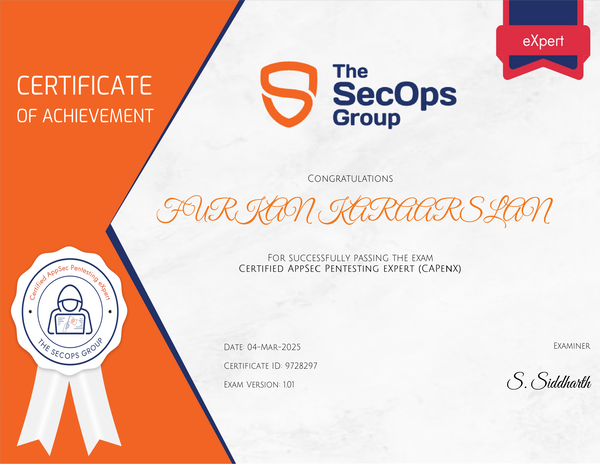 eXpert
CERTIFICATE
OF ACHIEVEMENT
The
SecOps
Group
CONGRATULATIONS
FURKAN KARAARSLAN
FOR SUCCESSFULLY PASSING THE EXAM
CERTIFIED APPSEC PENTESTING EXPERT (CAPENX)
Certified AppSec Pentesting eXpert
THE SECOPS GROUP
DATE: 04-MAR-2025
CERTIFICATE ID: 9728297
EXAM VERSION: 1.01
EXAMINER
S. Siddharth